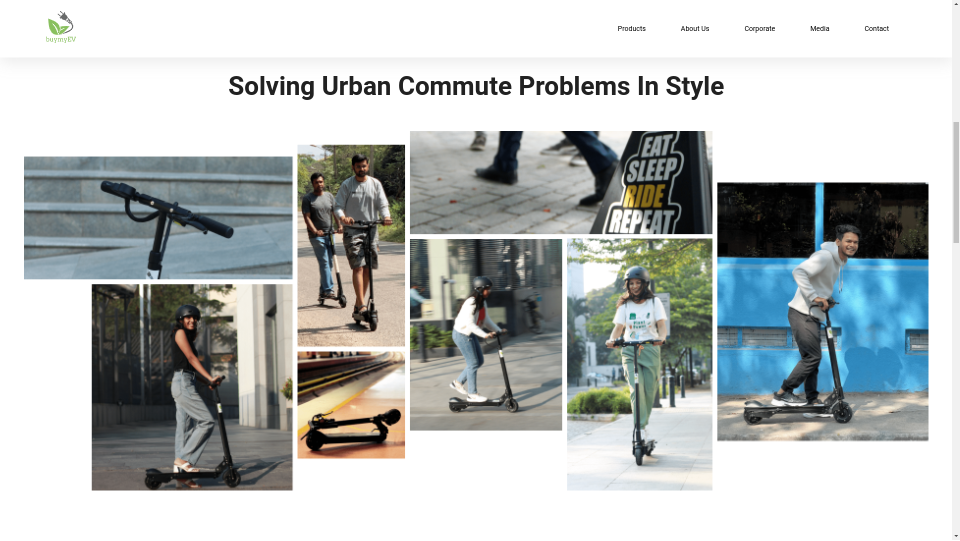 buymyEV
Products
About Us
Corporate
Media
Contact
Solving Urban Commute Problems In Style
EAT
SLEEP
RIDE
REPEAT